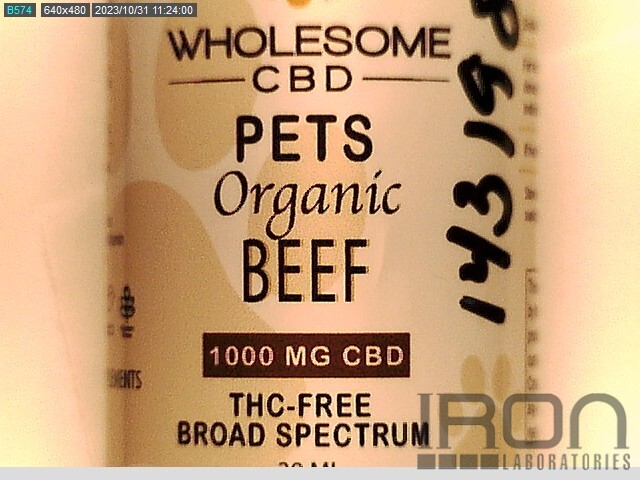 B574 640x480 2023/10/31 11:24:00
WHOLESOME
CBD
PETS
Organic
BEEF
1000 MG CBD
THC-FREE
BROAD SPECTRUM
143198
IRON
LABORATORIES